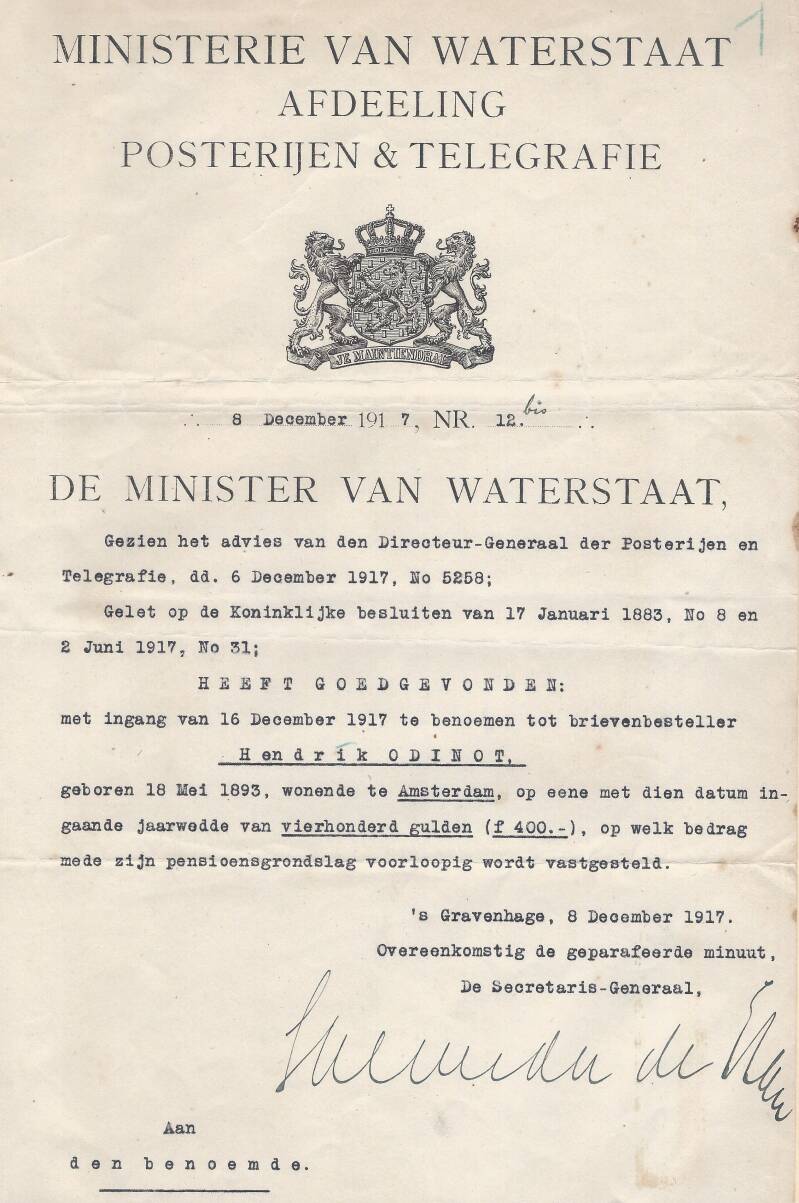 1
MINISTERIE VAN WATERSTAAT
AFDEELING
POSTERIJEN & TELEGRAFIE
JE MAINTIENDRAI
∴ 8 December 1917, NR. 12.bis ∴
DE MINISTER VAN WATERSTAAT,
Gezien het advies van den Directeur-Generaal der Posterijen en
Telegrafie, dd. 6 December 1917, No 5258;
Gelet op de Koninklijke besluiten van 17 Januari 1883, No 8 en
2 Juni 1917, No 31;
HEEFT GOEDGEVONDEN:
met ingang van 16 December 1917 te benoemen tot brievenbesteller
Hendrik ODINOT,
geboren 18 Mei 1893, wonende te Amsterdam, op eene met dien datum in-
gaande jaarwedde van vierhonderd gulden (f 400.-), op welk bedrag
mede zijn pensioensgrondslag voorloopig wordt vastgesteld.
's Gravenhage, 8 December 1917.
Overeenkomstig de geparafeerde minuut,
De Secretaris-Generaal,
de
Aan
den benoemde.